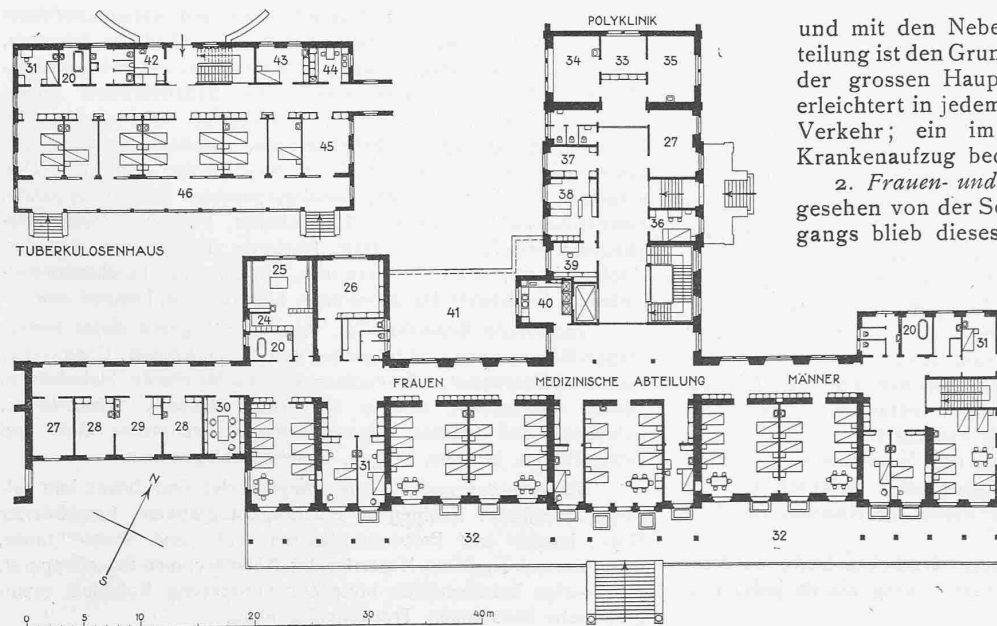 POLYKLINIK
und mit den Nebe
teilung ist den Grun
der grossen Haup
erleichtert in jedem
Verkehr; ein im
Krankenaufzug bed
2. Frauen- und
gesehen von der So
gangs blieb dieses
31 20 42 43 44
45
46
TUBERKULOSENHAUS
34 33 35
27
37
38
36
39
40
25 26
24
20
41
20 31
FRAUEN MEDIZINISCHE ABTEILUNG MÄNNER
27 28 29 28 30
31
32 32
S
0 5 10 20 30 40 m